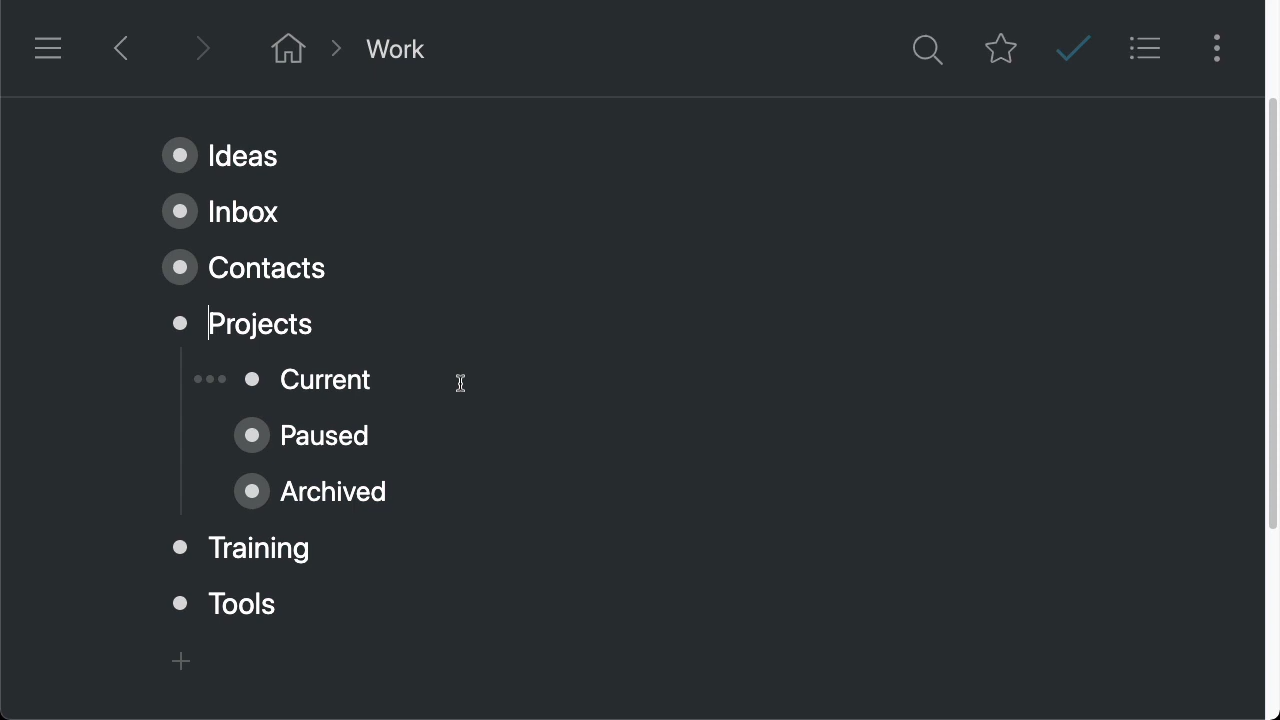 Work
Ideas
Inbox
Contacts
Projects
Current
Paused
Archived
Training
Tools